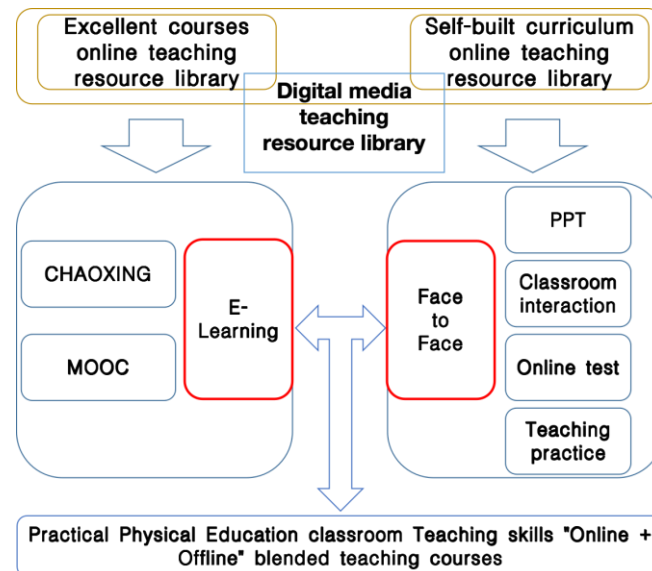 Excellent courses
online teaching
resource library
Self-built curriculum
online teaching
resource library
Digital media
teaching
resource library
CHAOXING
MOOC
E-
Learning
Face
to
Face
PPT
Classroom
interaction
Online test
Teaching
practice
Practical Physical Education classroom Teaching skills "Online +
Offline" blended teaching courses